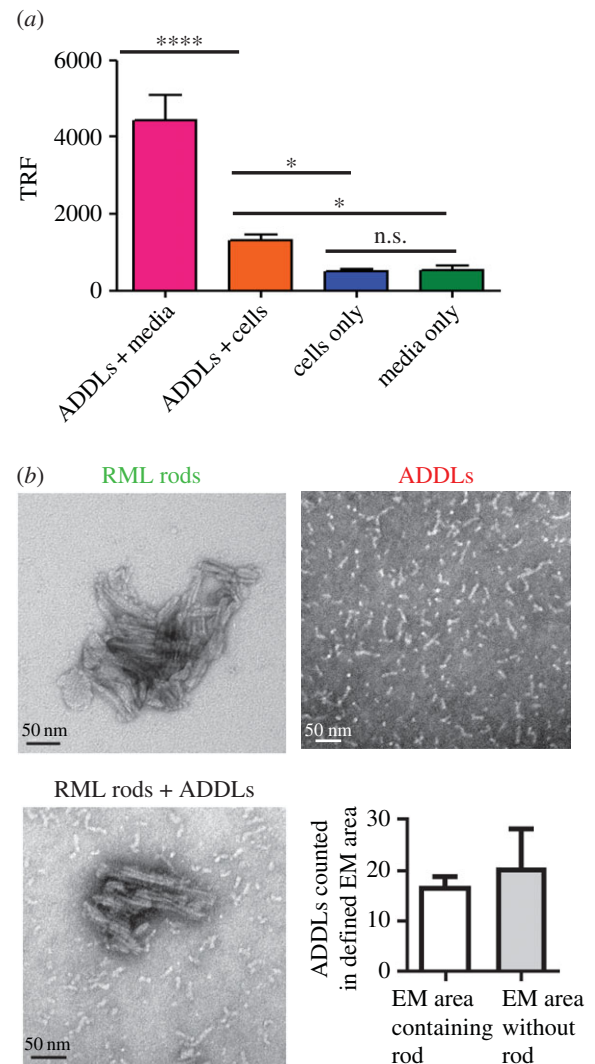 (a)
****
6000
*
4000
*
TRF
2000
n.s.
0
ADDLs + media
ADDLs + cells
cells only
media only
(b)
RML rods
ADDLs
50 nm
50 nm
RML rods + ADDLs
50 nm
ADDLs counted
in defined EM area
30
20
10
0
EM area
containing
rod
EM area
without
rod